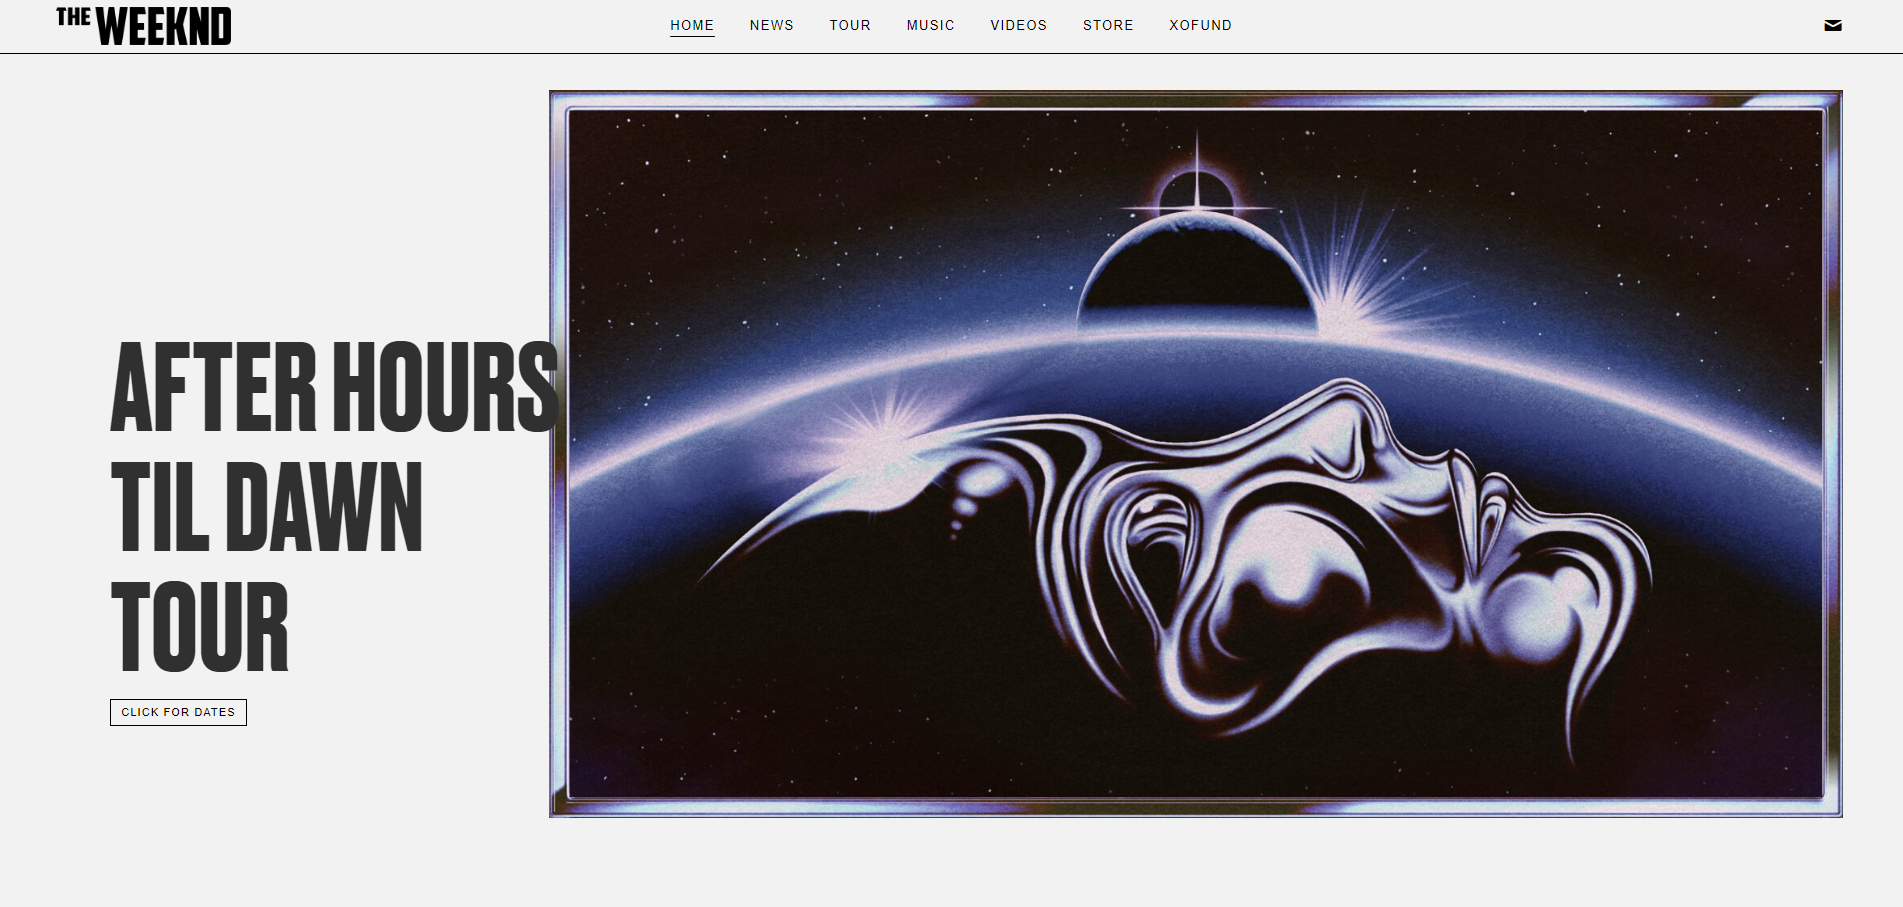 THE WEEKND
HOME NEWS TOUR MUSIC VIDEOS STORE XOFUND
AFTER HOURS
TIL DAWN
TOUR
CLICK FOR DATES